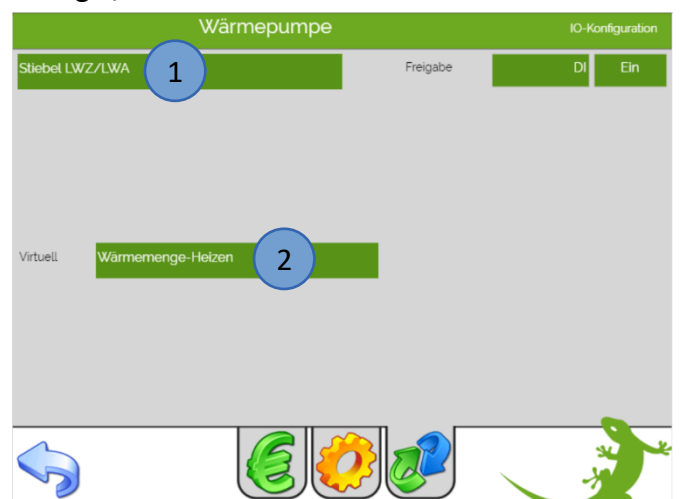 Wärmepumpe IO-Konfiguration
Stiebel LWZ/LWA 1 Freigabe DI Ein
Virtuell Wärmemenge-Heizen 2
€